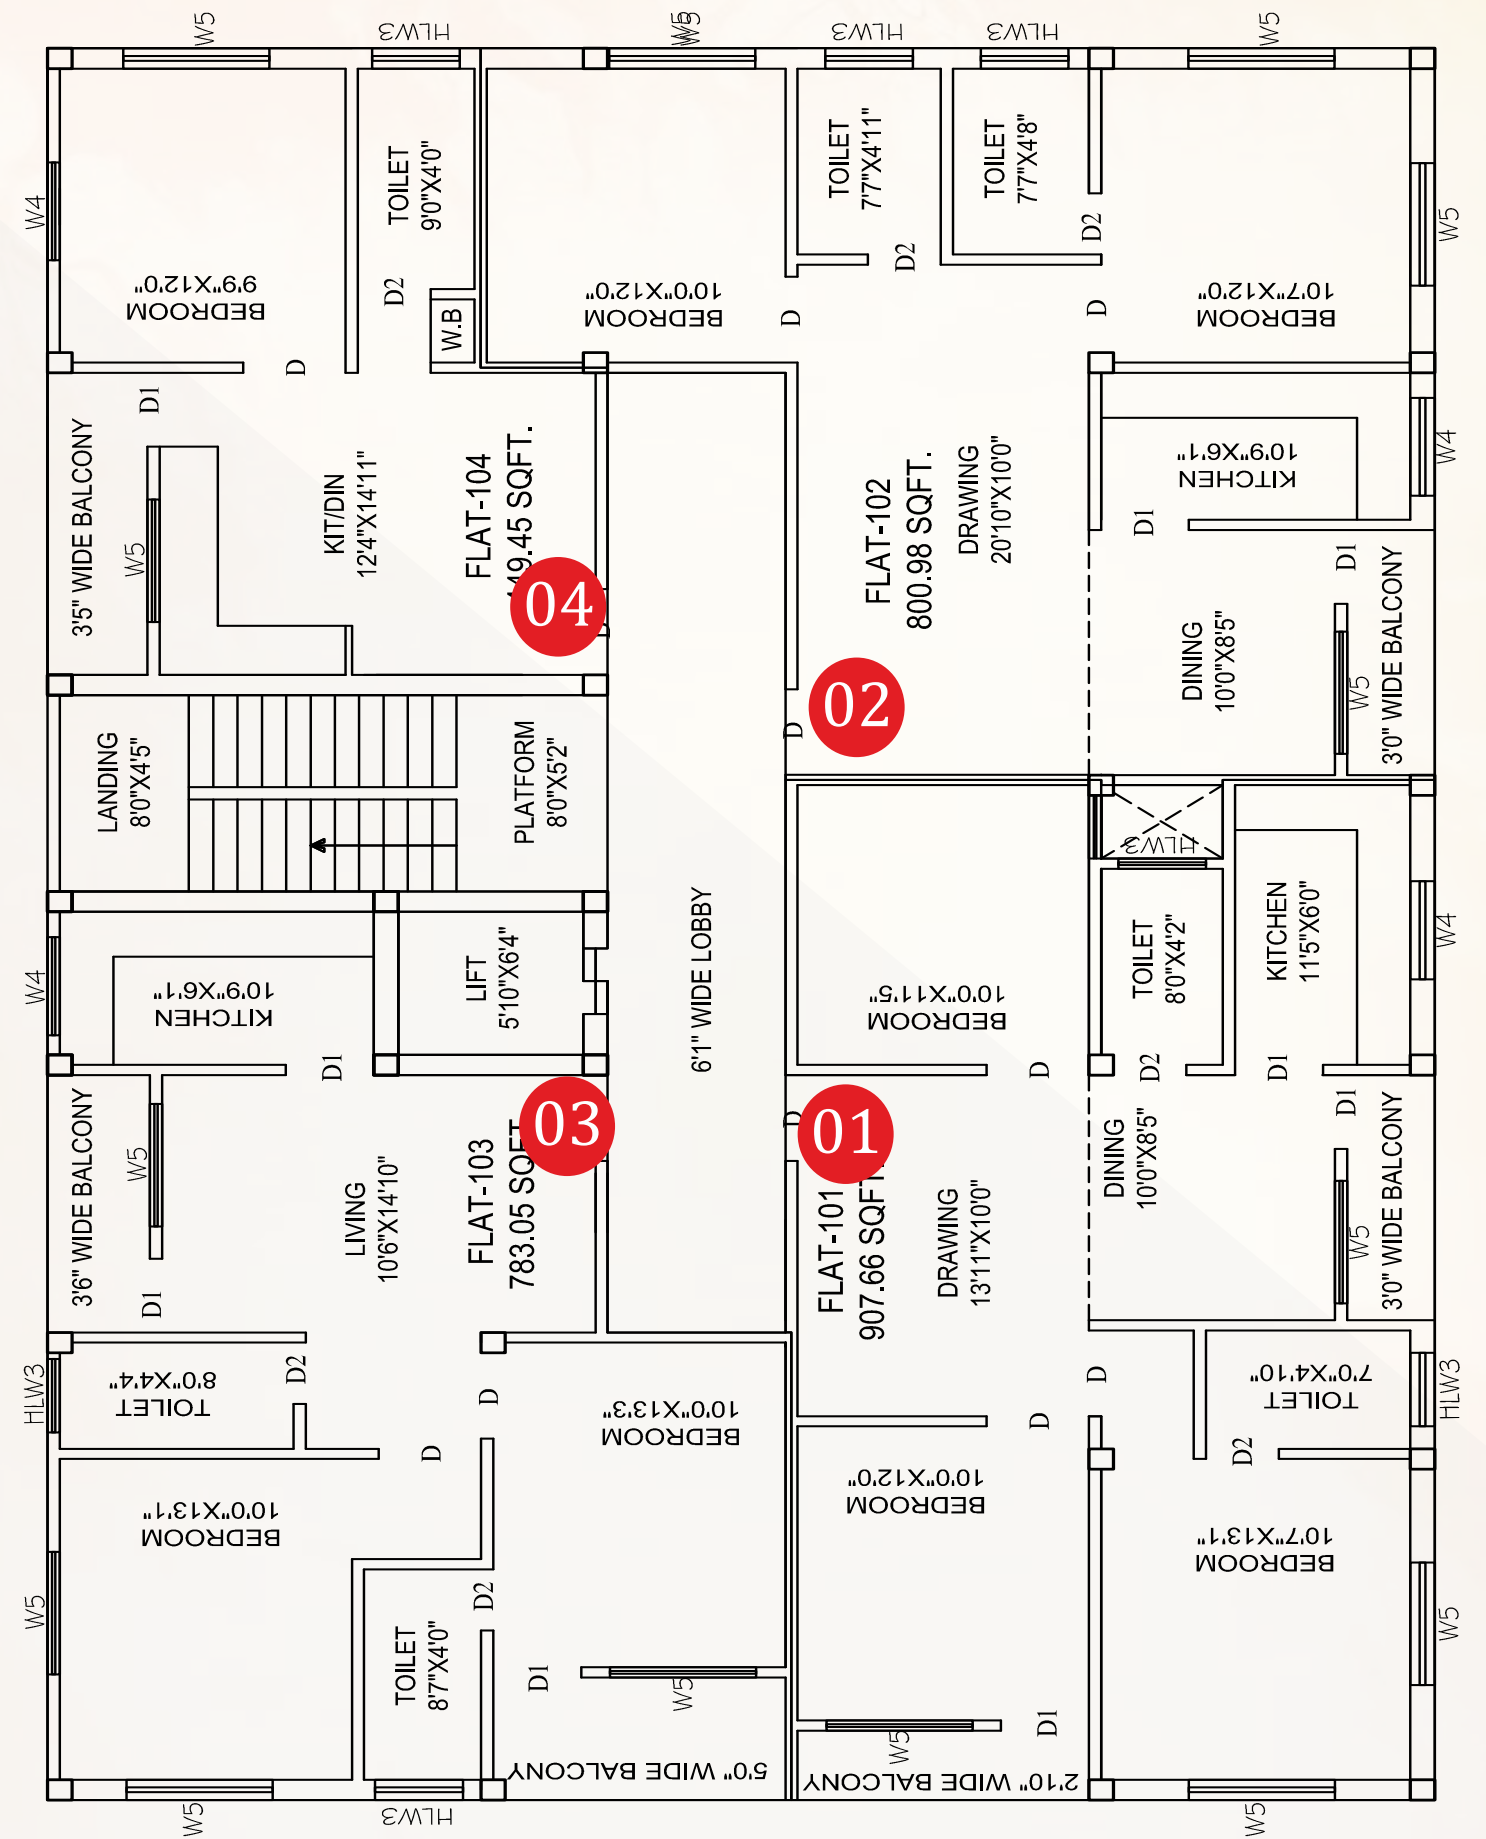 W5
HLW3
W5
W5
HLW3
HLW3
W5
W4
BEDROOM
9'9"X12'0"
TOILET
9'0"X4'0"
D2
W.B
D
D1
3'5" WIDE BALCONY
W5
KIT/DIN
12'4"X14'11"
FLAT-104
49.45 SQFT.
04
BEDROOM
10'0"X12'0"
D
TOILET
7'7"X4'11"
D2
TOILET
7'7"X4'8"
D2
D
BEDROOM
10'7"X12'0"
W5
FLAT-102
800.98 SQFT.
DRAWING
20'10"X10'0"
02
D
KITCHEN
10'9"X6'1"
W4
D1
D1
DINING
10'0"X8'5"
W5
3'0" WIDE BALCONY
LANDING
8'0"X4'5"
PLATFORM
8'0"X5'2"
6'1" WIDE LOBBY
LIFT
5'10"X6'4"
W4
KITCHEN
10'9"X6'1"
D1
3'6" WIDE BALCONY
W5
D1
LIVING
10'6"X14'10"
FLAT-103
783.05 SQFT
03
HLW3
TOILET
8'0"X4'4"
D2
D
D
BEDROOM
10'0"X13'1"
W5
W5
TOILET
8'7"X4'0"
D2
HLW3
BEDROOM
10'0"X13'3"
D1
W5
5'0" WIDE BALCONY
BEDROOM
10'0"X11'5"
D
HLW3
TOILET
8'0"X4'2"
D2
KITCHEN
11'5"X6'0"
W4
D1
D1
01
D
FLAT-101
907.66 SQFT.
DRAWING
13'11"X10'0"
DINING
10'0"X8'5"
W5
3'0" WIDE BALCONY
D
D
TOILET
7'0"X4'10"
HLW3
D2
BEDROOM
10'0"X12'0"
W5
D1
2'10" WIDE BALCONY
BEDROOM
10'7"X13'1"
W5
W5